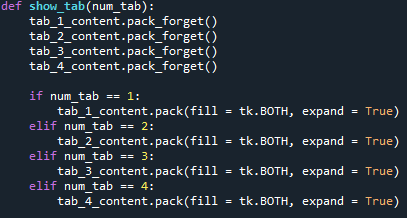 def show_tab(num_tab):
    tab_1_content.pack_forget()
    tab_2_content.pack_forget()
    tab_3_content.pack_forget()
    tab_4_content.pack_forget()

    if num_tab == 1:
        tab_1_content.pack(fill = tk.BOTH, expand = True)
    elif num_tab == 2:
        tab_2_content.pack(fill = tk.BOTH, expand = True)
    elif num_tab == 3:
        tab_3_content.pack(fill = tk.BOTH, expand = True)
    elif num_tab == 4:
        tab_4_content.pack(fill = tk.BOTH, expand = True)